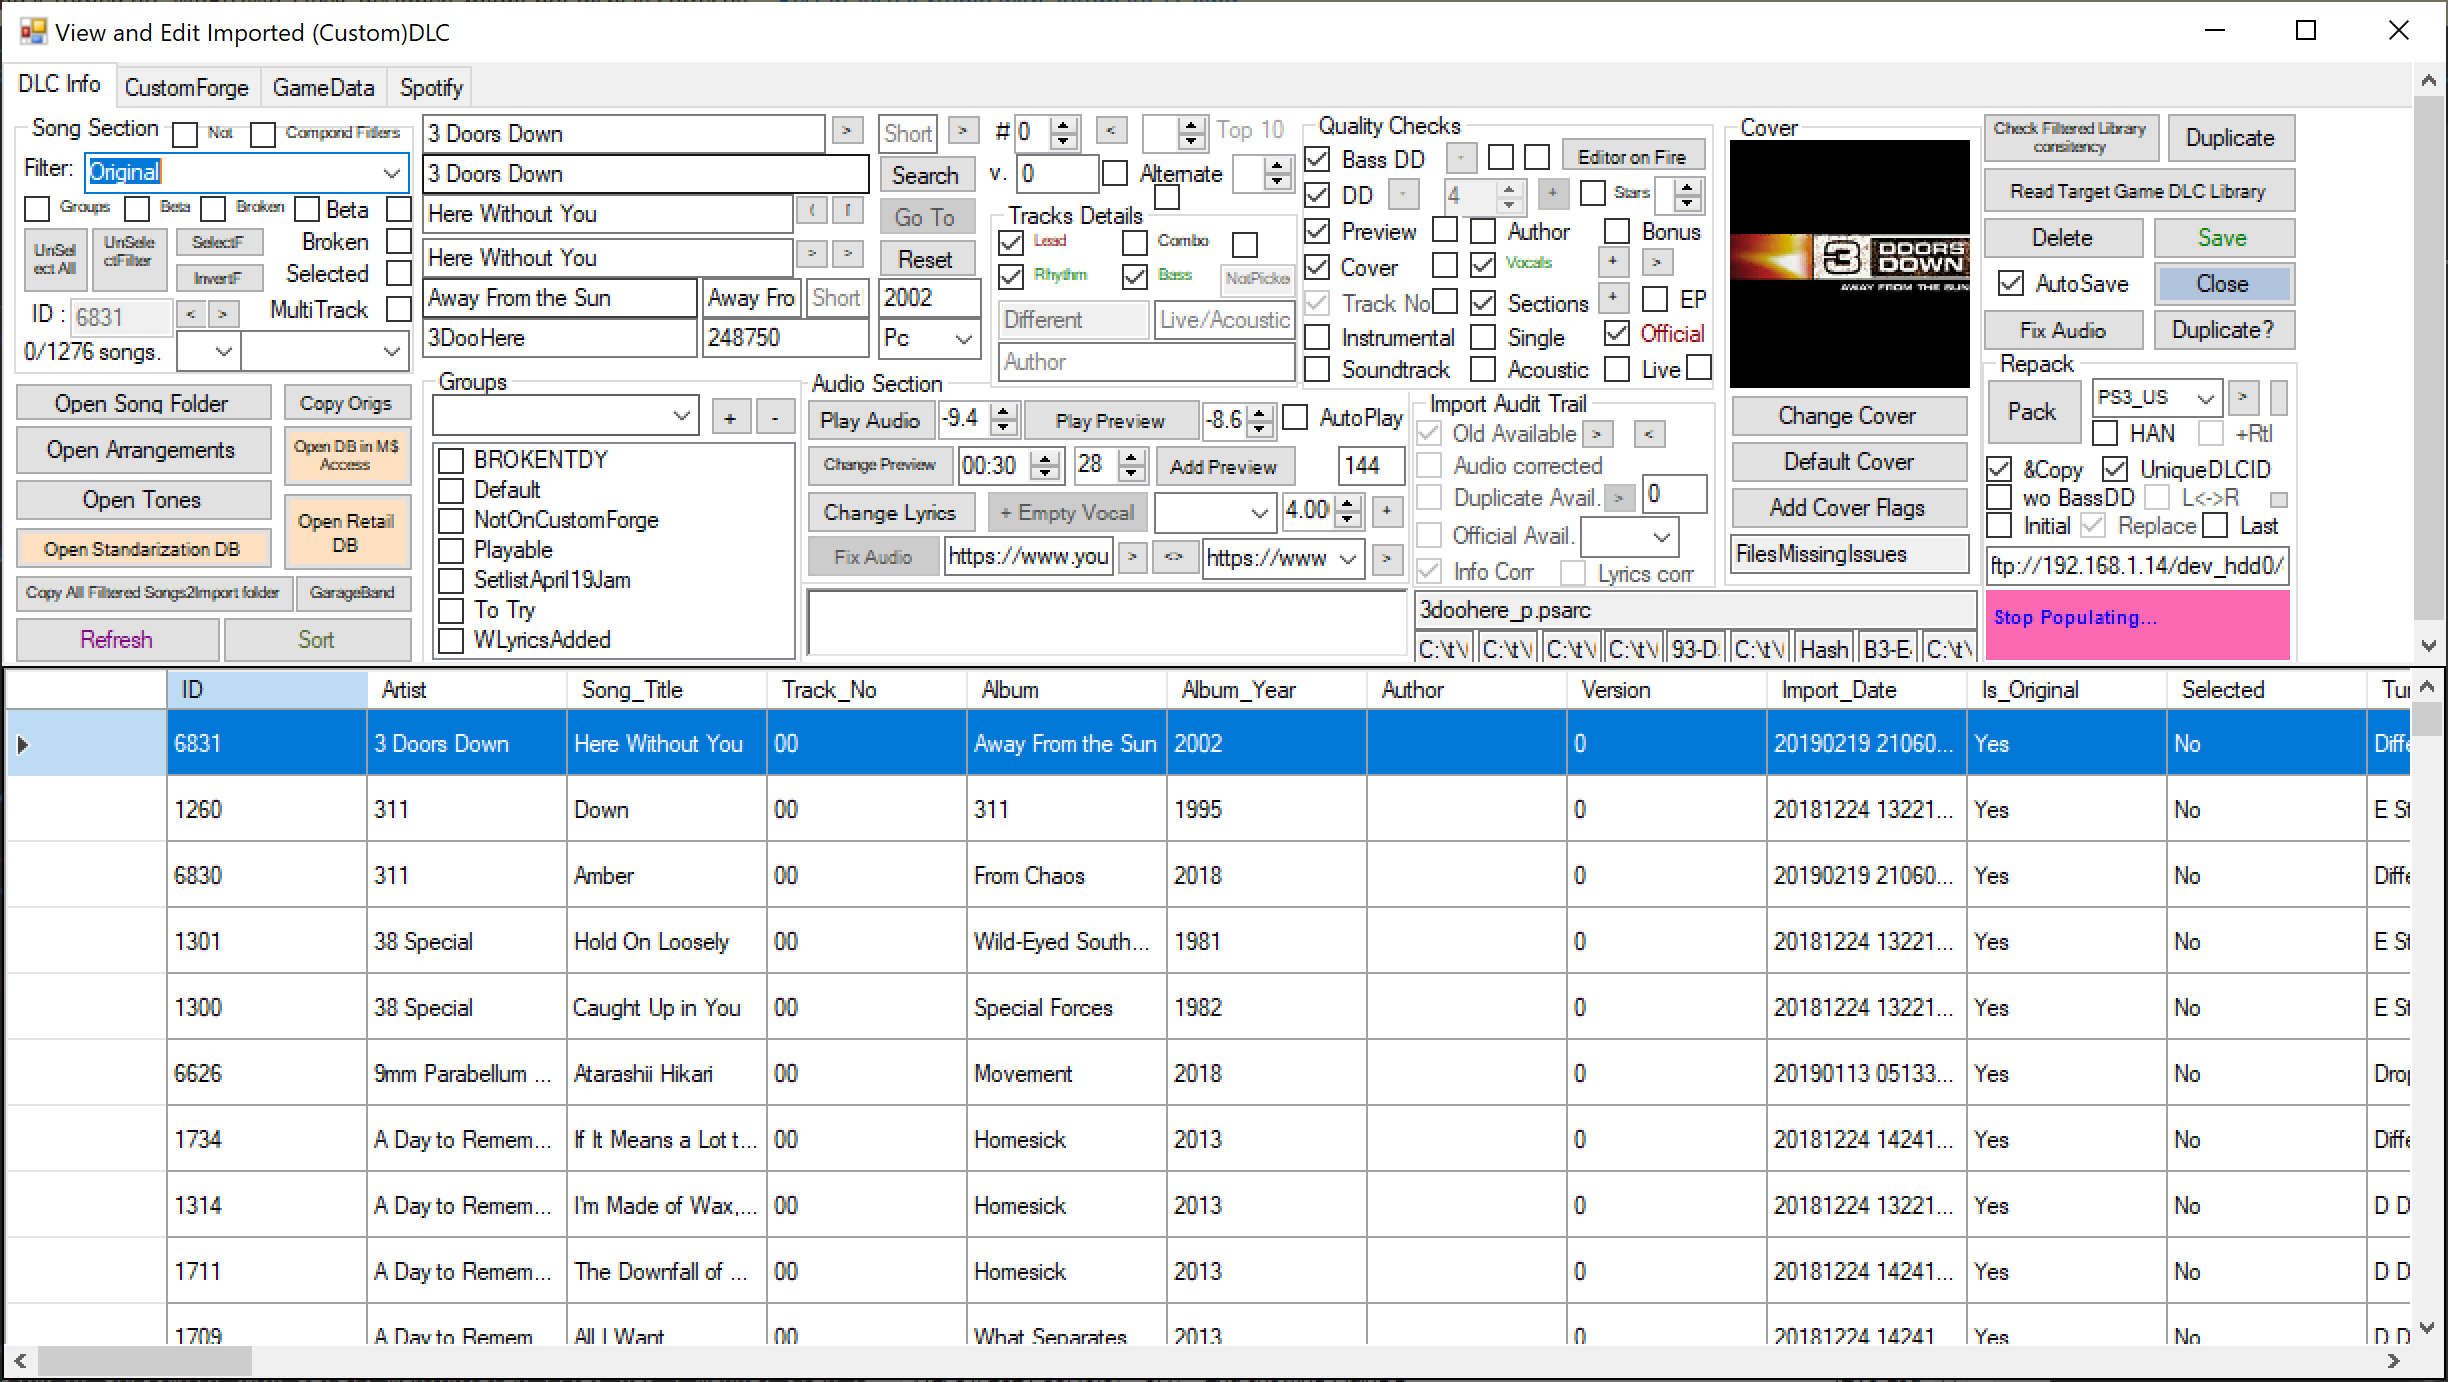 View and Edit Imported (Custom)DLC
DLC Info CustomForge GameData Spotify
Song Section Not Compond Fitlers
Filter: Original
Groups Beta Broken Beta
UnSel ect All UnSele ctFilter SelectF Broken
InvertF Selected
ID : 6831 < > MultiTrack
0/1276 songs.
Open Song Folder Copy Origs
Open Arrangements Open DB in M$ Access
Open Tones
Open Standarization DB Open Retail DB
Copy All Filtered Songs2Import folder GarageBand
Refresh Sort
3 Doors Down > Short > # 0 < Top 10
3 Doors Down Search v. 0 Alternate
Here Without You Go To
Here Without You > > Reset
Away From the Sun Away Fro Short 2002
3DooHere 248750 Pc
Tracks Details
Lead Combo
Rhythm Bass NotPicke
Different Live/Acoustic
Author
Groups
+ -
BROKENTDY
Default
NotOnCustomForge
Playable
SetlistApril19Jam
To Try
WLyricsAdded
Audio Section
Play Audio -9.4 Play Preview -8.6 AutoPlay
Change Preview 00:30 28 Add Preview 144
Change Lyrics + Empty Vocal 4.00 +
Fix Audio https://www.you > <> https://www >
Quality Checks
Bass DD - Editor on Fire
DD - 4 + Stars
Preview Author Bonus
Cover Vocals + >
Track No Sections + EP
Instrumental Single Official
Soundtrack Acoustic Live
Import Audit Trail
Old Available > <
Audio corrected
Duplicate Avail. > 0
Official Avail.
Info Corr Lyrics corr
3doohere_p.psarc
C:\t\ C:\t\ C:\t\ C:\t\ 93-D C:\t\ Hash B3-E C:\t\
Cover
3 DOORS DOWN
AWAY FROM THE SUN
Change Cover
Default Cover
Add Cover Flags
FilesMissingIssues
Check Filtered Library consitency Duplicate
Read Target Game DLC Library
Delete Save
AutoSave Close
Fix Audio Duplicate?
Repack
Pack PS3_US >
HAN +Rtl
&Copy UniqueDLCID
wo BassDD L<->R
Initial Replace Last
ftp://192.168.1.14/dev_hdd0/
Stop Populating...
ID Artist Song_Title Track_No Album Album_Year Author Version Import_Date Is_Original Selected Tu
6831 3 Doors Down Here Without You 00 Away From the Sun 2002 0 20190219 21060... Yes No Diffe
1260 311 Down 00 311 1995 0 20181224 13221... Yes No E St
6830 311 Amber 00 From Chaos 2018 0 20190219 21060... Yes No Diffe
1301 38 Special Hold On Loosely 00 Wild-Eyed South... 1981 0 20181224 13221... Yes No E St
1300 38 Special Caught Up in You 00 Special Forces 1982 0 20181224 13221... Yes No E St
6626 9mm Parabellum ... Atarashii Hikari 00 Movement 2018 0 20190113 05133... Yes No Drop
1734 A Day to Remem... If It Means a Lot t... 00 Homesick 2013 0 20181224 14241... Yes No Diffe
1314 A Day to Remem... I'm Made of Wax,... 00 Homesick 2013 0 20181224 13221... Yes No D D
1711 A Day to Remem... The Downfall of ... 00 Homesick 2013 0 20181224 14241... Yes No D D
1709 A Day to Remem All I Want 00 What Separates 2013 0 20181224 14241 Yes No D D